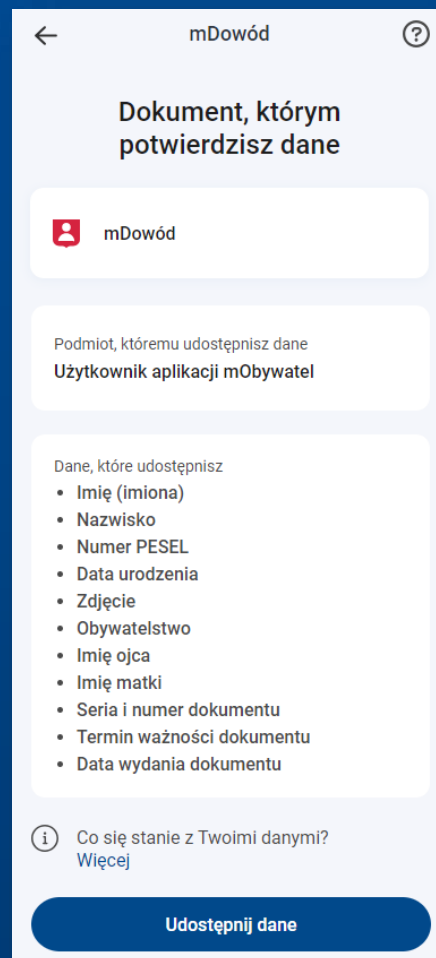 mDowód
Dokument, którym
potwierdzisz dane
mDowód
Podmiot, któremu udostępnisz dane
Użytkownik aplikacji mObywatel
Dane, które udostępnisz
• Imię (imiona)
• Nazwisko
• Numer PESEL
• Data urodzenia
• Zdjęcie
• Obywatelstwo
• Imię ojca
• Imię matki
• Seria i numer dokumentu
• Termin ważności dokumentu
• Data wydania dokumentu
Co się stanie z Twoimi danymi?
Więcej
Udostępnij dane